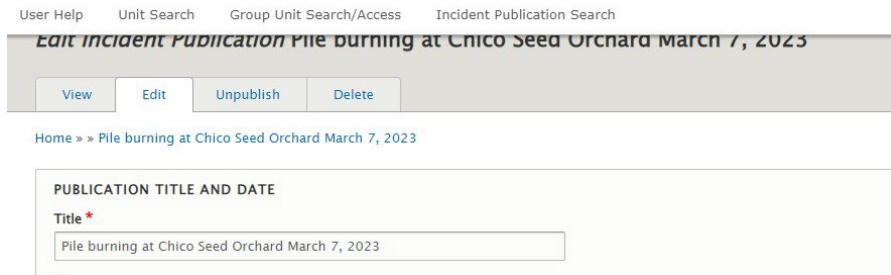 User Help Unit Search Group Unit Search/Access Incident Publication Search
Edit Incident Publication Pile burning at Chico Seed Orchard March 7, 2023
View Edit Unpublish Delete
Home » » Pile burning at Chico Seed Orchard March 7, 2023
PUBLICATION TITLE AND DATE
Title *
Pile burning at Chico Seed Orchard March 7, 2023